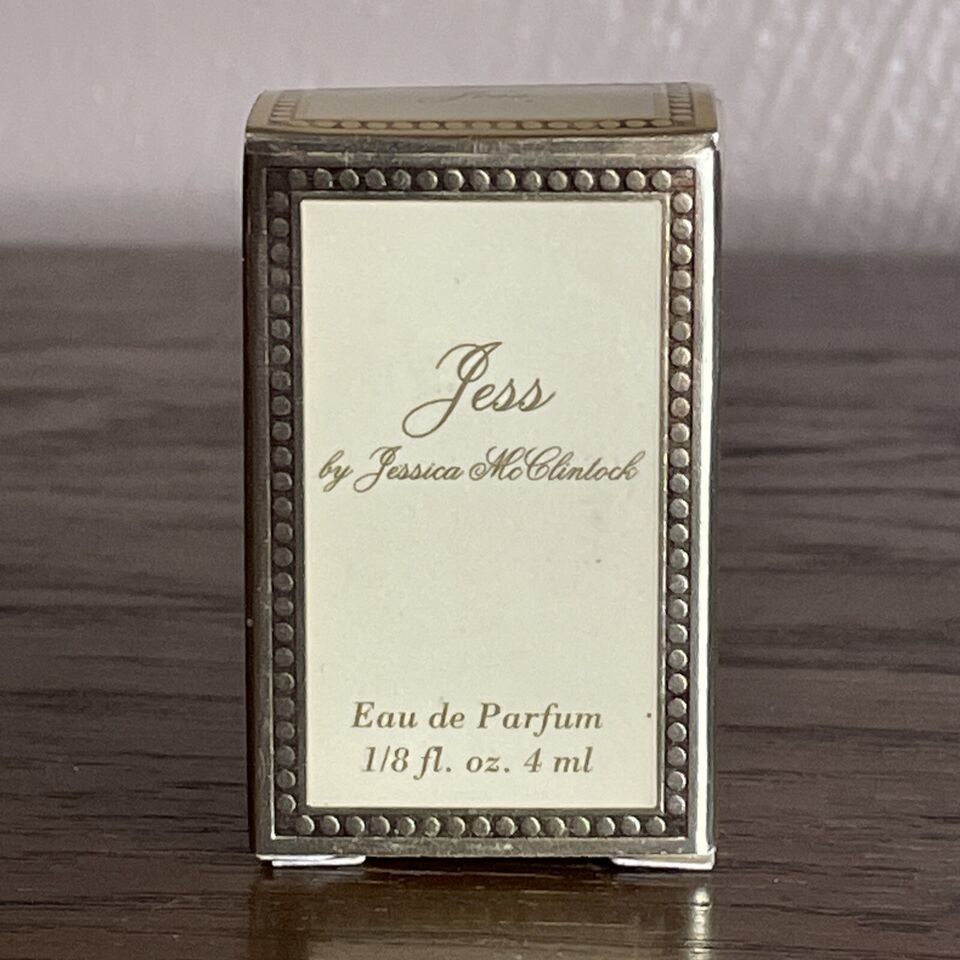 Jess
by Jessica McClintock
Eau de Parfum
1/8 fl. oz. 4 ml